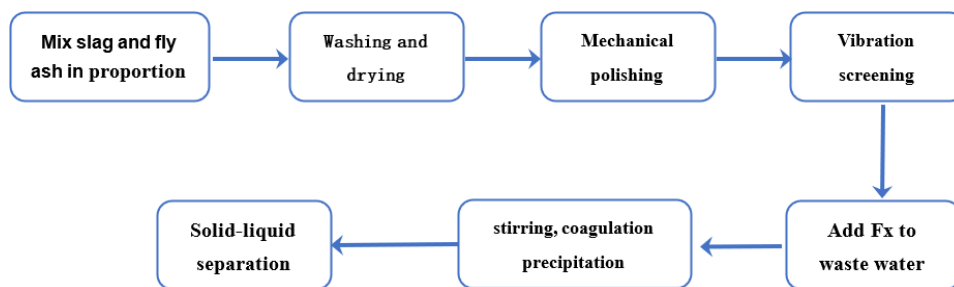 Mix slag and fly
ash in proportion
Washing and
drying
Mechanical
polishing
Vibration
screening
Add Fx to
waste water
stirring, coagulation
precipitation
Solid-liquid
separation